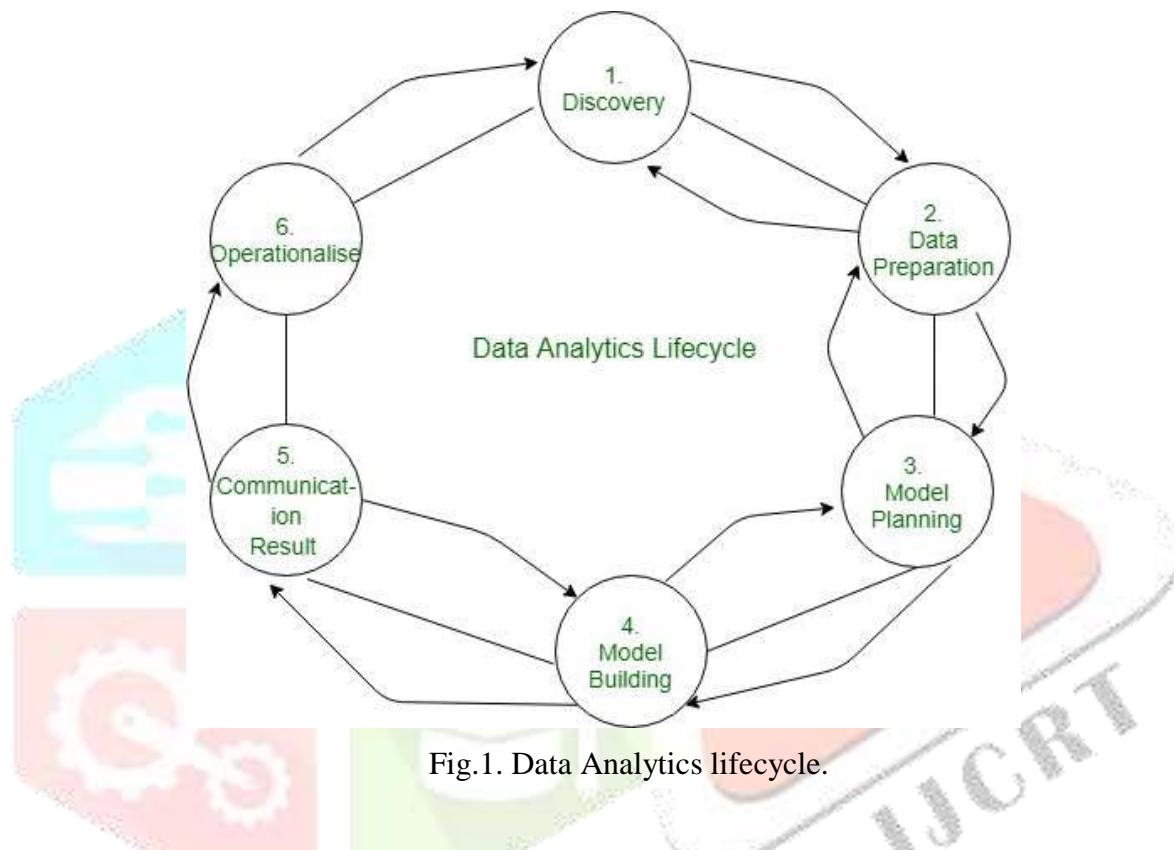 1.
Discovery
2.
Data
Preparation
3.
Model
Planning
4.
Model
Building
5.
Communicat-
ion
Result
6.
Operationalise
Data Analytics Lifecycle
Fig.1. Data Analytics lifecycle.
IJCRT